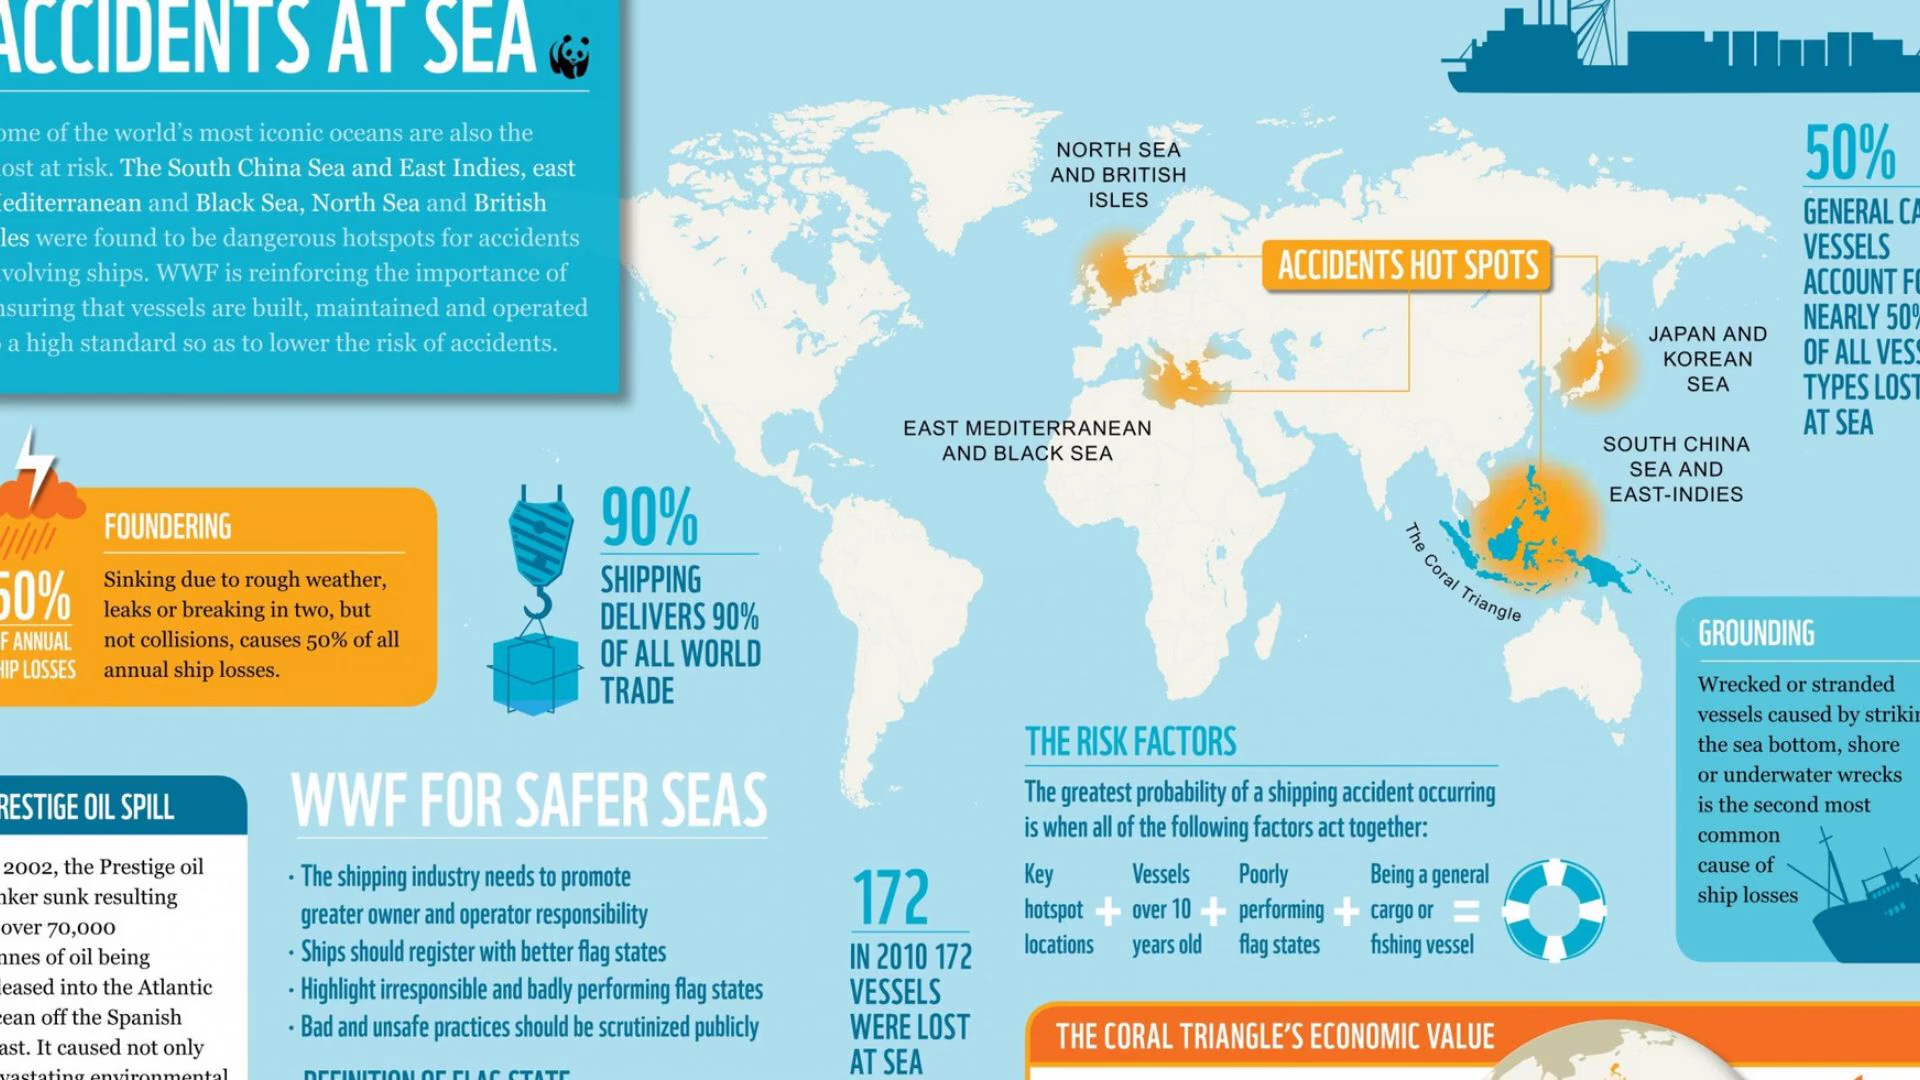 ACCIDENTS AT SEA
ome of the world's most iconic oceans are also the
ost at risk. The South China Sea and East Indies, east
editerranean and Black Sea, North Sea and British
les were found to be dangerous hotspots for accidents
volving ships. WWF is reinforcing the importance of
nsuring that vessels are built, maintained and operated
a high standard so as to lower the risk of accidents.
NORTH SEA
AND BRITISH
ISLES
ACCIDENTS HOT SPOTS
JAPAN AND
KOREAN
SEA
EAST MEDITERRANEAN
AND BLACK SEA
SOUTH CHINA
SEA AND
EAST-INDIES
The Coral Triangle
50%
GENERAL CA
VESSELS
ACCOUNT FO
NEARLY 50%
OF ALL VESS
TYPES LOST
AT SEA
50%
F ANNUAL
HIP LOSSES
FOUNDERING
Sinking due to rough weather,
leaks or breaking in two, but
not collisions, causes 50% of all
annual ship losses.
90%
SHIPPING
DELIVERS 90%
OF ALL WORLD
TRADE
GROUNDING
Wrecked or stranded
vessels caused by strikin
the sea bottom, shore
or underwater wrecks
is the second most
common
cause of
ship losses
RESTIGE OIL SPILL
2002, the Prestige oil
nker sunk resulting
over 70,000
nnes of oil being
leased into the Atlantic
cean off the Spanish
ast. It caused not only
vastating environmental
WWF FOR SAFER SEAS
· The shipping industry needs to promote
greater owner and operator responsibility
· Ships should register with better flag states
· Highlight irresponsible and badly performing flag states
· Bad and unsafe practices should be scrutinized publicly
DEFINITION OF FLAG STATE
172
IN 2010 172
VESSELS
WERE LOST
AT SEA
THE RISK FACTORS
The greatest probability of a shipping accident occurring
is when all of the following factors act together:
Key
hotspot
locations
+
Vessels
over 10
years old
+
Poorly
performing
flag states
+
Being a general
cargo or
fishing vessel
=
THE CORAL TRIANGLE'S ECONOMIC VALUE